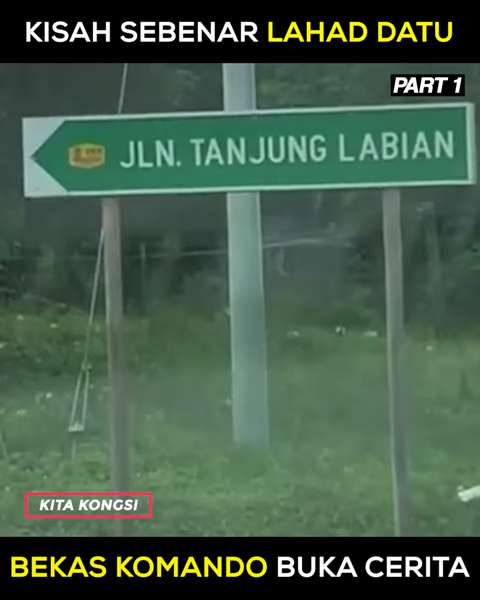 KISAH SEBENAR LAHAD DATU
PART 1
JLN. TANJUNG LABIAN
KITA KONGSI
BEKAS KOMANDO BUKA CERITA